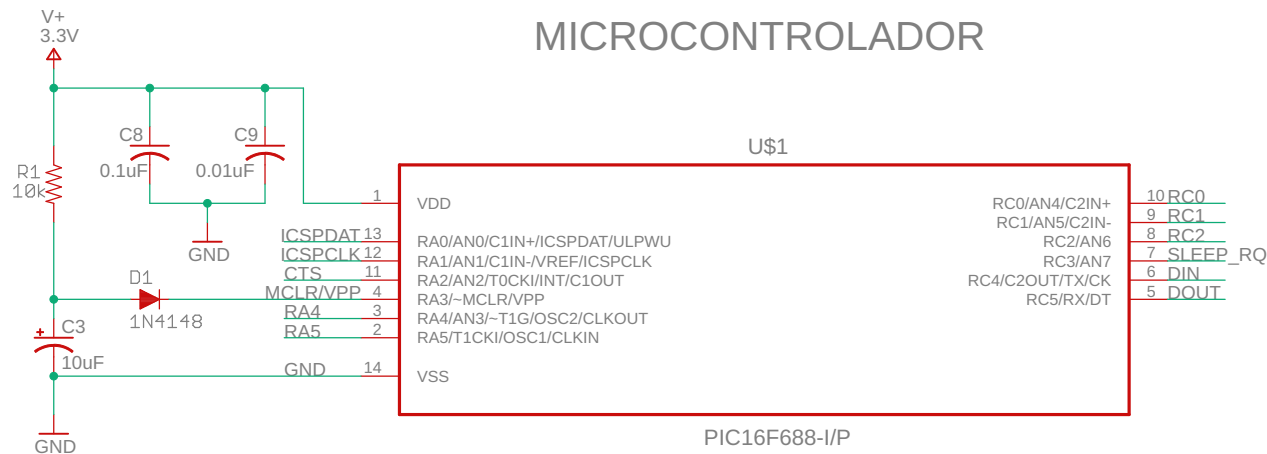 V+
3.3V
MICROCONTROLADOR
C8
0.1uF
C9
0.01uF
R1
10k
GND
U$1
1 VDD
ICSPDAT 13 RA0/AN0/C1IN+/ICSPDAT/ULPWU
ICSPCLK 12 RA1/AN1/C1IN-/VREF/ICSPCLK
CTS 11 RA2/AN2/T0CKI/INT/C1OUT
MCLR/VPP 4 RA3/~MCLR/VPP
RA4 3 RA4/AN3/~T1G/OSC2/CLKOUT
RA5 2 RA5/T1CKI/OSC1/CLKIN
GND 14 VSS
RC0/AN4/C2IN+ 10 RC0
RC1/AN5/C2IN- 9 RC1
RC2/AN6 8 RC2
RC3/AN7 7 SLEEP_RQ
RC4/C2OUT/TX/CK 6 DIN
RC5/RX/DT 5 DOUT
D1
1N4148
+
C3
10uF
GND
PIC16F688-I/P